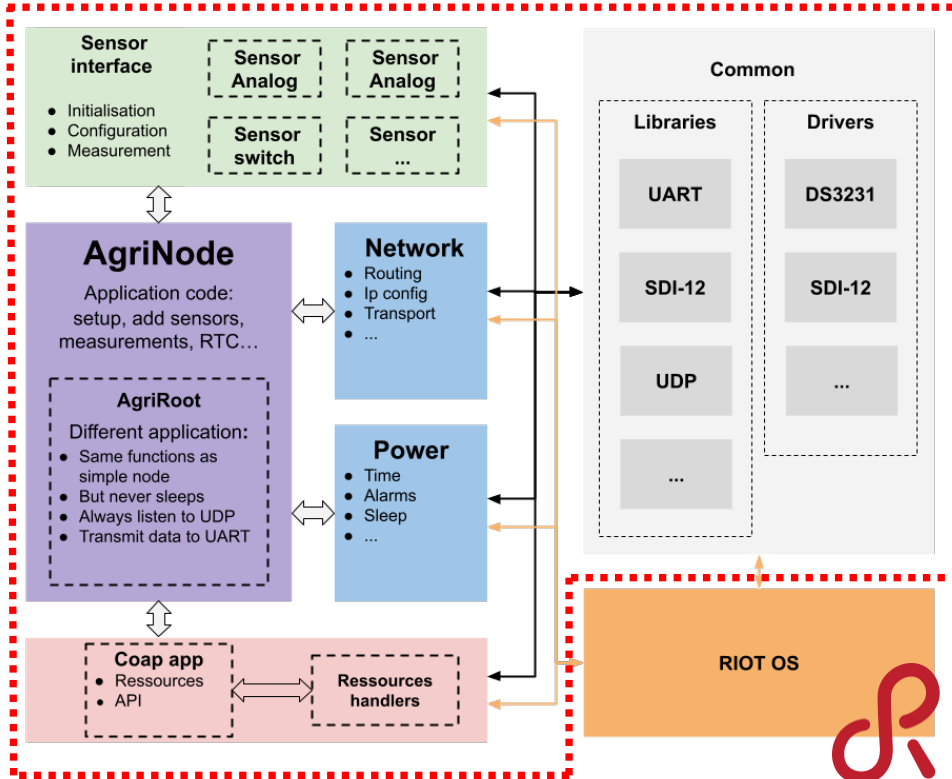 Sensor
interface
● Initialisation
● Configuration
● Measurement
Sensor
Analog
Sensor
Analog
Sensor
switch
Sensor
...
AgriNode
Application code:
setup, add sensors,
measurements, RTC…
AgriRoot
Different application:
● Same functions as
simple node
● But never sleeps
● Always listen to UDP
● Transmit data to UART
Network
● Routing
● Ip config
● Transport
● ...
Power
● Time
● Alarms
● Sleep
● ...
Coap app
● Ressources
● API
Ressources
handlers
Common
Libraries
UART
SDI-12
UDP
...
Drivers
DS3231
SDI-12
...
RIOT OS